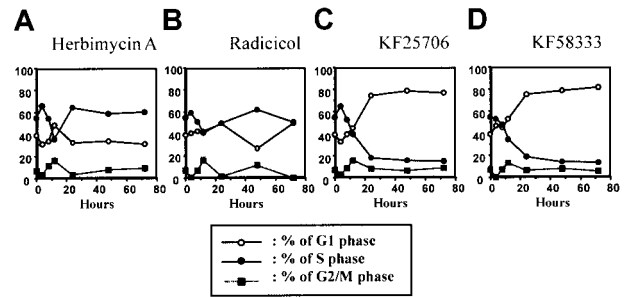 A Herbimycin A
B Radicicol
C KF25706
D KF58333
100 100 100 100
80 80 80 80
60 60 60 60
40 40 40 40
20 20 20 20
0 0 0 0
0 20 40 60 80 0 20 40 60 80 0 20 40 60 80 0 20 40 60 80
Hours Hours Hours Hours
: % of G1 phase
: % of S phase
: % of G2/M phase